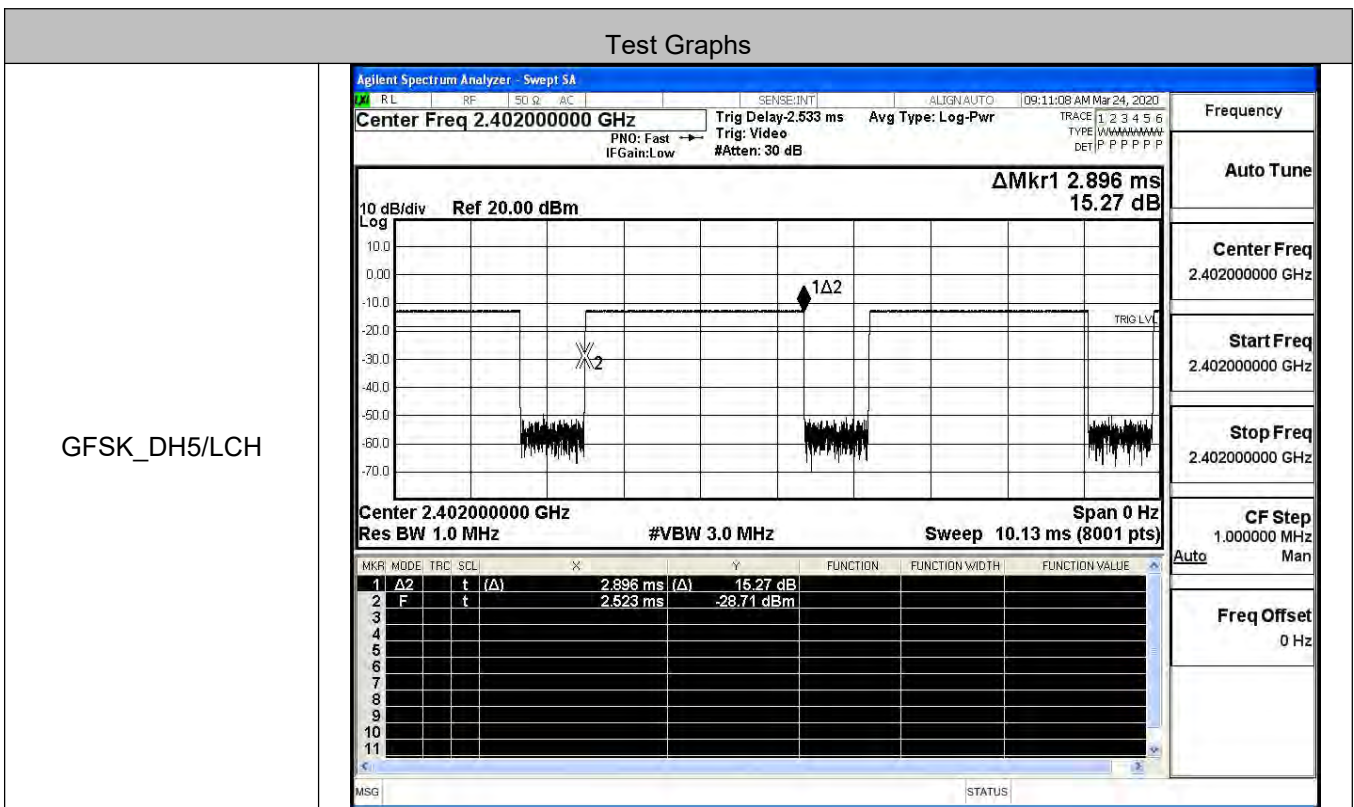 Test Graphs
GFSK_DH5/LCH
Agilent Spectrum Analyzer - Swept SA
LXI RL RF 50 Ω AC SENSE:INT ALIGN AUTO 09:11:08 AM Mar 24, 2020
Center Freq 2.402000000 GHz Trig Delay-2.533 ms Avg Type: Log-Pwr TRACE 1 2 3 4 5 6
PNO: Fast Trig: Video TYPE WWWWWW
IFGain:Low #Atten: 30 dB DET P P P P P P
ΔMkr1 2.896 ms
15.27 dB
10 dB/div Ref 20.00 dBm
Log
10.0
0.00
-10.0
-20.0
-30.0
-40.0
-50.0
-60.0
-70.0
1Δ2
TRIG LVL
2
Center 2.402000000 GHz Span 0 Hz
Res BW 1.0 MHz #VBW 3.0 MHz Sweep 10.13 ms (8001 pts)
MKR MODE TRC SCL X Y FUNCTION FUNCTION WIDTH FUNCTION VALUE
1 Δ2 t (Δ) 2.896 ms (Δ) 15.27 dB
2 F t 2.523 ms -28.71 dBm
3
4
5
6
7
8
9
10
11
MSG STATUS
Frequency
Auto Tune
Center Freq
2.402000000 GHz
Start Freq
2.402000000 GHz
Stop Freq
2.402000000 GHz
CF Step
1.000000 MHz
Auto Man
Freq Offset
0 Hz